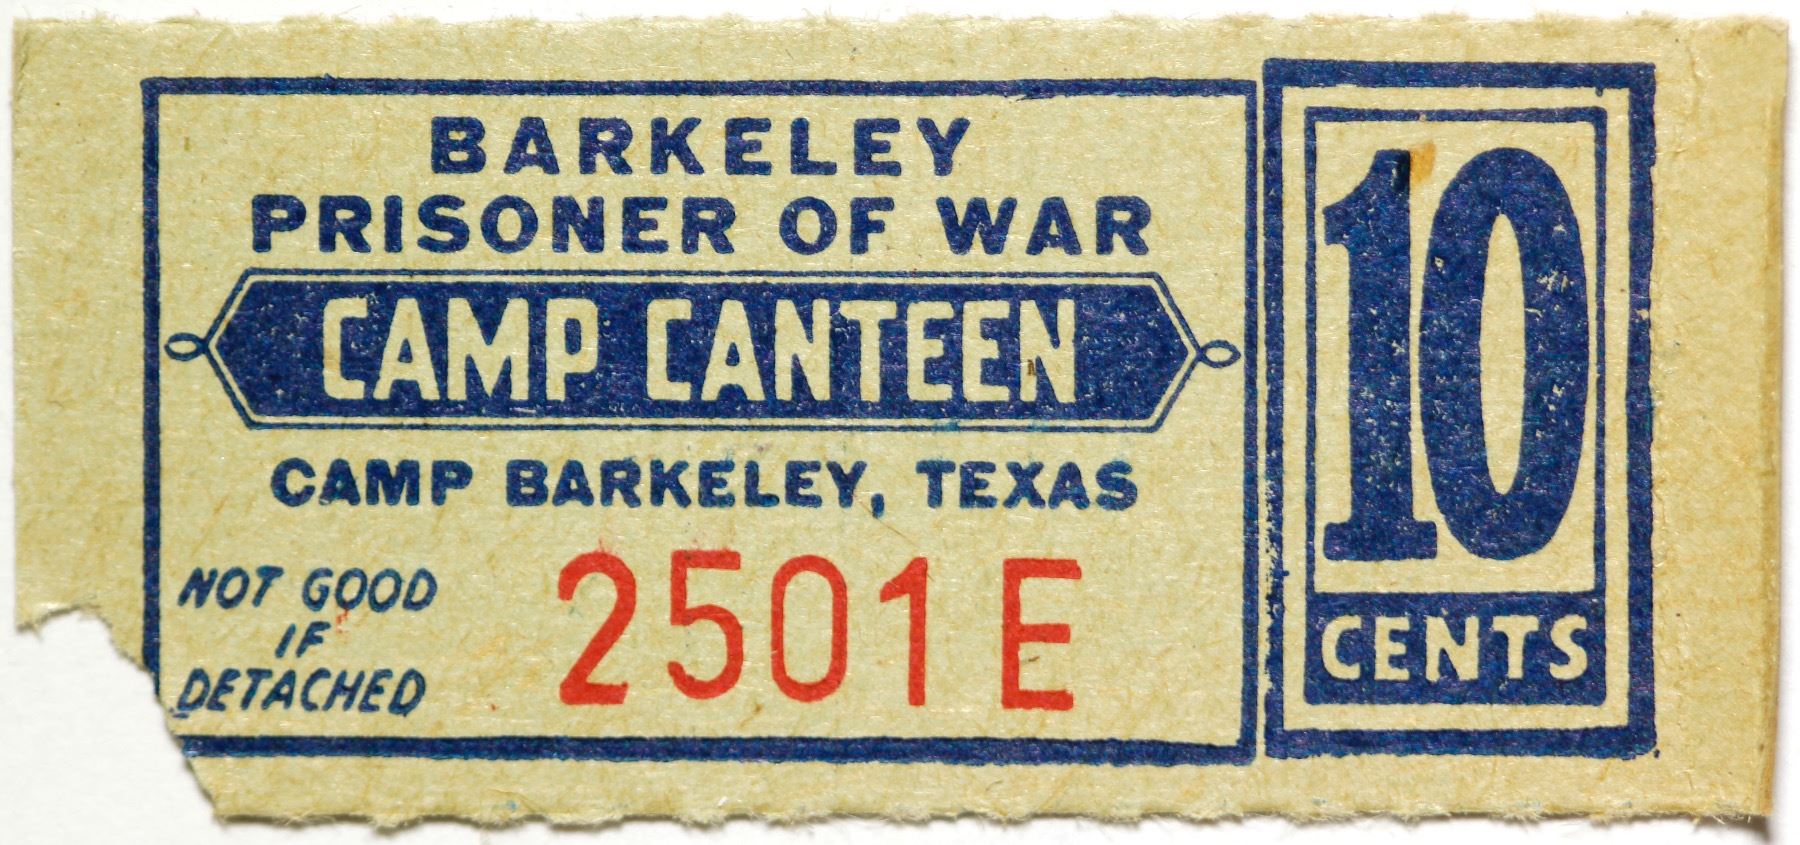 BARKELEY
PRISONER OF WAR
CAMP CANTEEN
CAMP BARKELEY, TEXAS
NOT GOOD
IF
DETACHED
2501 E
10
CENTS